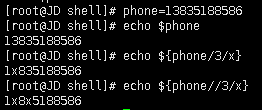 [root@JD shell]# phone=13835188586
[root@JD shell]# echo $phone
13835188586
[root@JD shell]# echo ${phone/3/x}
1x835188586
[root@JD shell]# echo ${phone//3/x}
1x8x5188586